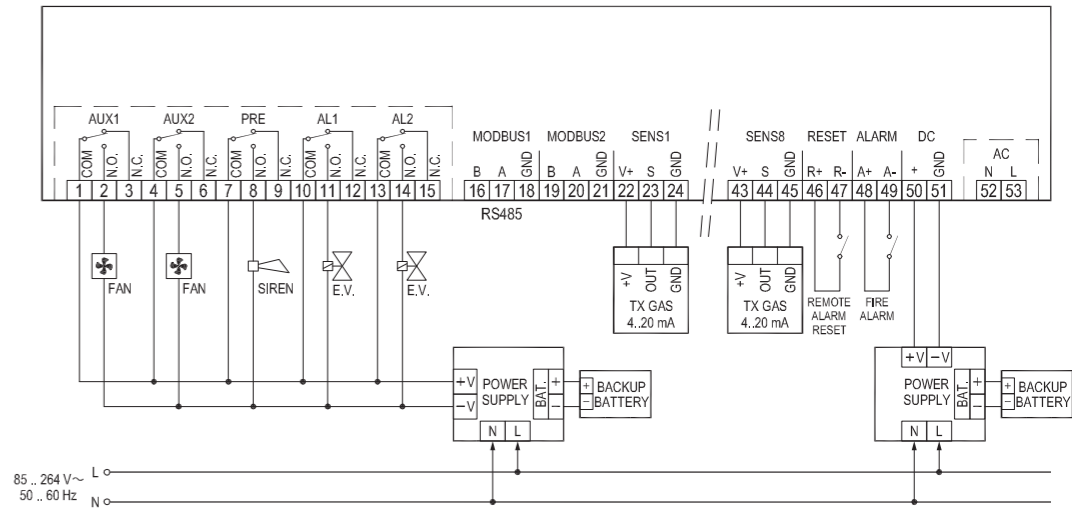 AUX1 AUX2 PRE AL1 AL2
MODBUS1 MODBUS2 SENS1 SENS8 RESET ALARM DC AC
COM N.O. N.C. COM N.O. N.C. COM N.O. N.C. COM N.O. N.C. COM N.O. N.C.
B A GND B A GND V+ S GND V+ S GND R+ R- A+ A- + GND N L
1 2 3 4 5 6 7 8 9 10 11 12 13 14 15 16 17 18 19 20 21 22 23 24 43 44 45 46 47 48 49 50 51 52 53
RS485
FAN FAN SIREN E.V. E.V.
+V OUT GND
TX GAS
4..20 mA
+V OUT GND
TX GAS
4..20 mA
REMOTE
ALARM
RESET
FIRE
ALARM
+V
−V
POWER
SUPPLY
BAT.
+
−
N L
+
−
BACKUP
BATTERY
+V −V
POWER
SUPPLY
BAT.
+
−
N L
+
−
BACKUP
BATTERY
85 .. 264 V~
50 .. 60 Hz
L
N